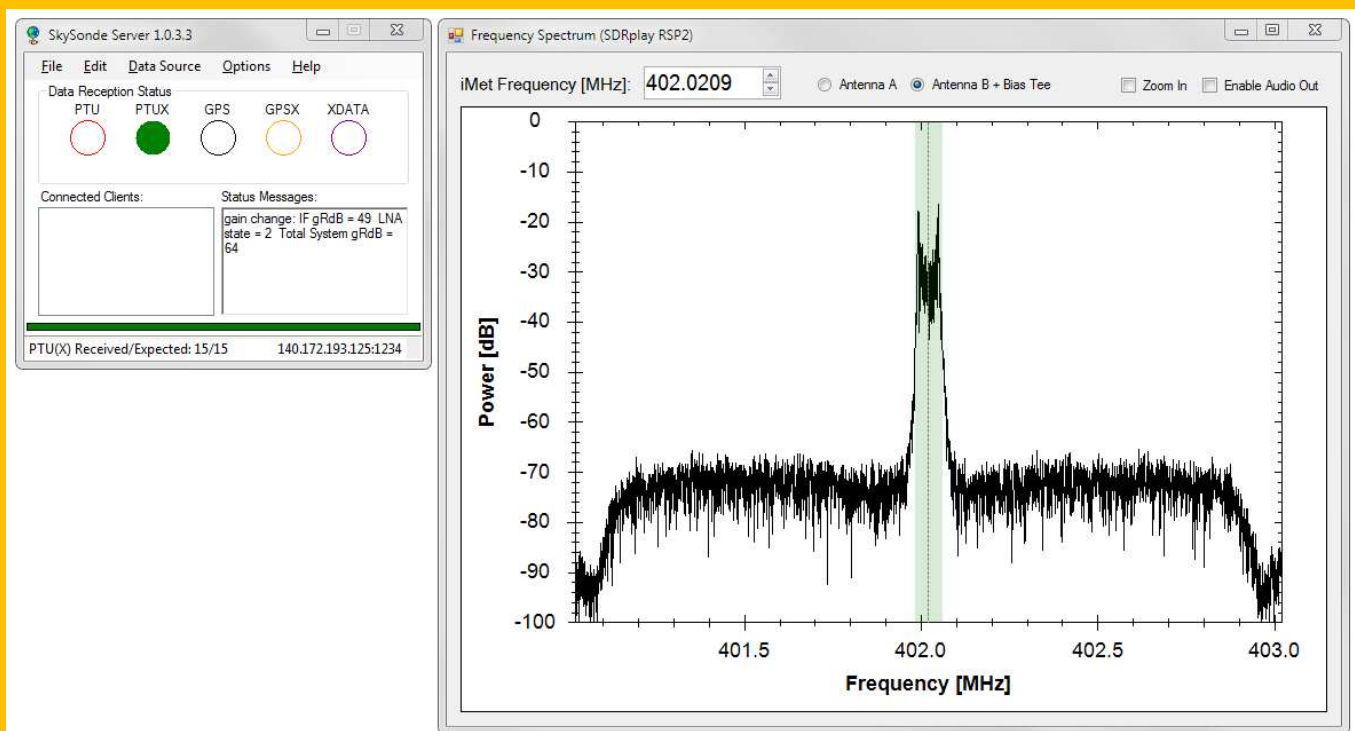 SkySonde Server 1.0.3.3
File Edit Data Source Options Help
Data Reception Status
PTU PTUX GPS GPSX XDATA
Connected Clients:
Status Messages:
gain change: IF gRdB = 49 LNA
state = 2 Total System gRdB =
64
PTU(X) Received/Expected: 15/15
140.172.193.125:1234
Frequency Spectrum (SDRplay RSP2)
iMet Frequency [MHz]: 402.0209
Antenna A
Antenna B + Bias Tee
Zoom In
Enable Audio Out
0
-10
-20
-30
-40
-50
-60
-70
-80
-90
-100
Power [dB]
401.5 402.0 402.5 403.0
Frequency [MHz]